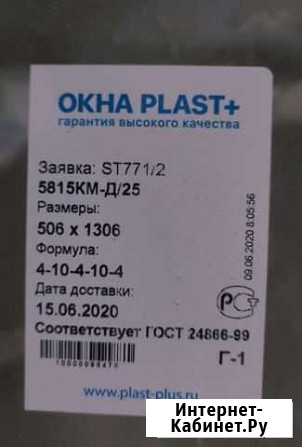 ОКНА PLAST+
гарантия высокого качества
Заявка: ST771/2
5815КМ-Д/25
Размеры:
506 x 1306
Формула:
4-10-4-10-4
Дата доставки:
15.06.2020
Соответствует ГОСТ 24866-99
Г-1
09.06.2020 8:05:56
www.plast-plus.ru
Интернет-
Кабинет.Ру